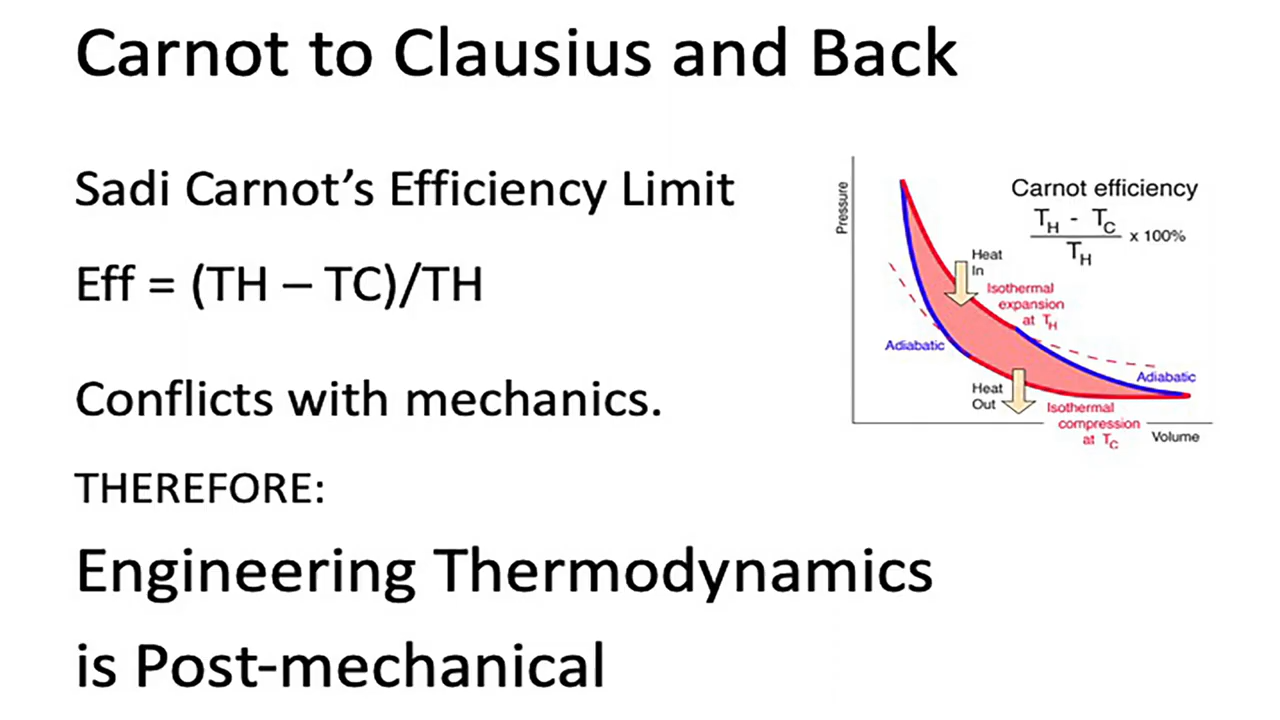 Carnot to Clausius and Back
Sadi Carnot’s Efficiency Limit
Eff = (TH – TC)/TH
Conflicts with mechanics.
THEREFORE:
Engineering Thermodynamics
is Post-mechanical
Pressure
Carnot efficiency
TH - TC
TH
x 100%
Heat
In
Isothermal
expansion
at TH
Adiabatic
Adiabatic
Heat
Out
Isothermal
compression
at TC
Volume